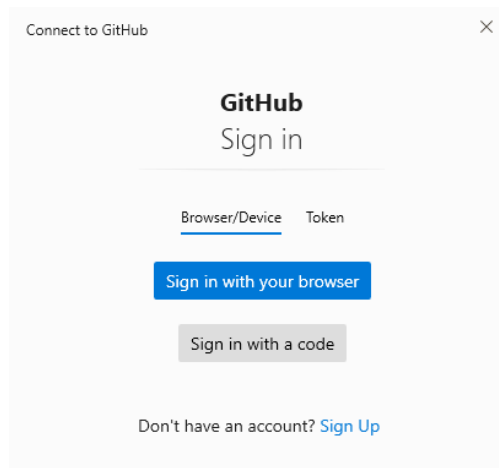 Connect to GitHub
GitHub
Sign in
Browser/Device Token
Sign in with your browser
Sign in with a code
Don't have an account? Sign Up